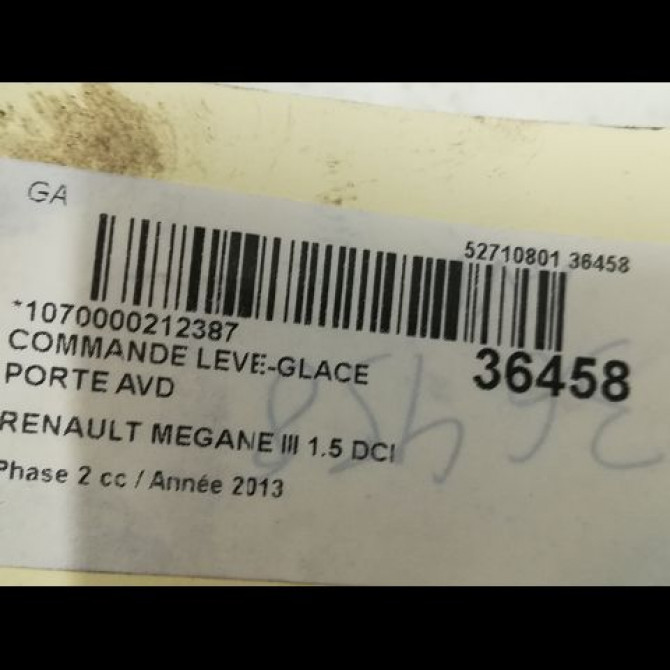 GA
52710801 36458
*1070000212387
36458
COMMANDE LEVE-GLACE
PORTE AVD
RENAULT MEGANE III 1.5 DCI
Phase 2 cc / Année 2013
36458